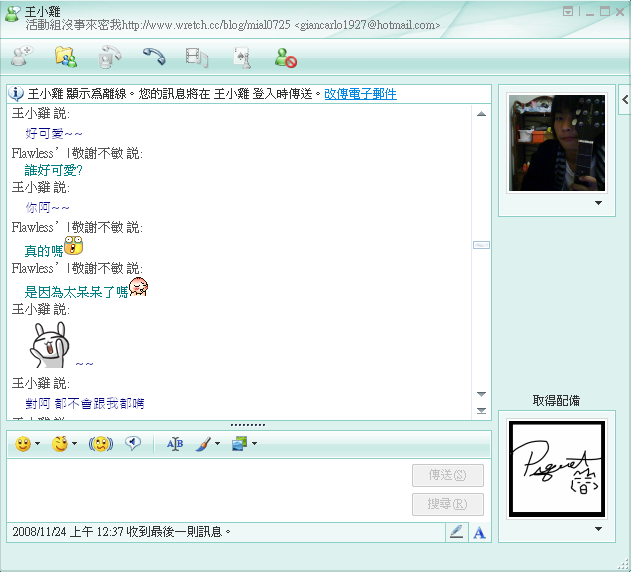 王小雞
活動組沒事來密我http://www.wretch.cc/blog/mial0725 <giancarlo1927@hotmail.com>
王小雞 顯示為離線。您的訊息將在 王小雞 登入時傳送。改傳電子郵件
王小雞 說:
好可愛~~
Flawless’ |敬謝不敏 說:
誰好可愛?
王小雞 說:
你阿~~
Flawless’ |敬謝不敏 說:
真的嗎
Flawless’ |敬謝不敏 說:
是因為太呆呆了嗎
王小雞 說:
~~
王小雞 說:
對阿 都不會跟我都哨
取得配備
傳送(S)
搜尋(R)
2008/11/24 上午 12:37 收到最後一則訊息。